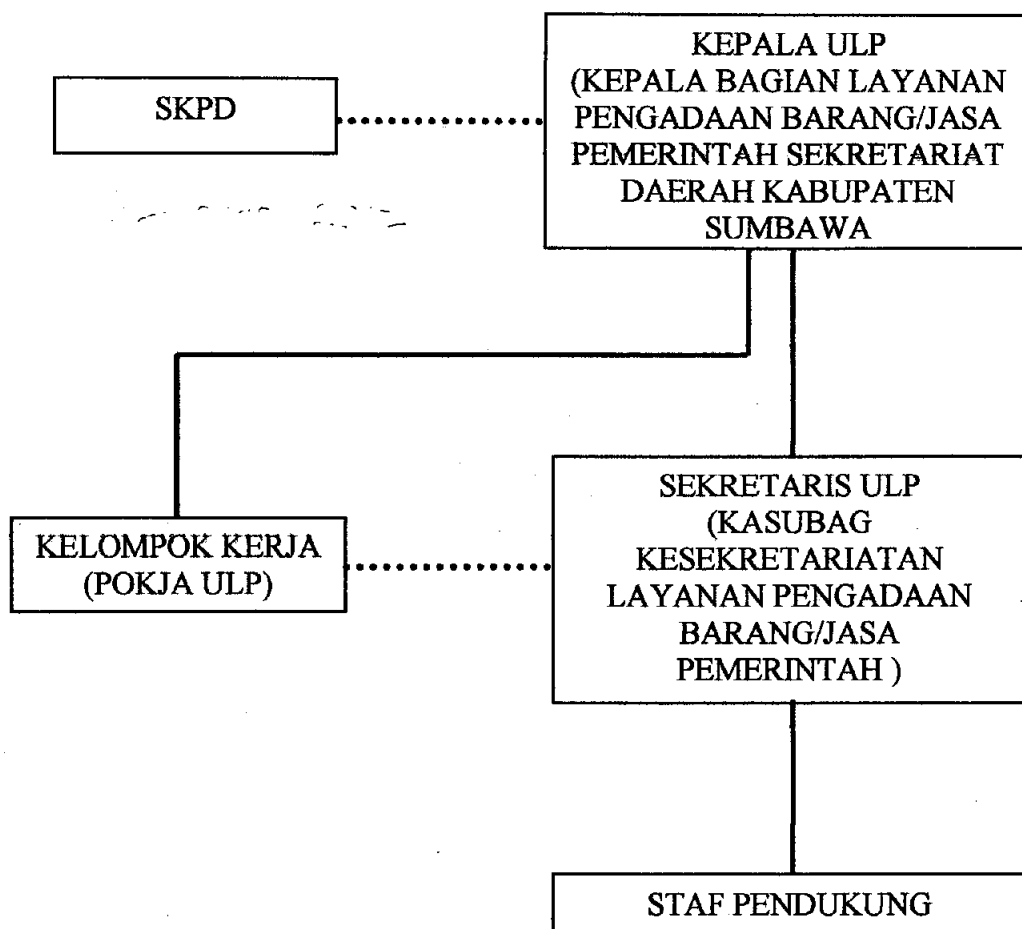 SKPD
KEPALA ULP
(KEPALA BAGIAN LAYANAN
PENGADAAN BARANG/JASA
PEMERINTAH SEKRETARIAT
DAERAH KABUPATEN
SUMBAWA
KELOMPOK KERJA
(POKJA ULP)
SEKRETARIS ULP
(KASUBAG
KESEKRETARIATAN
LAYANAN PENGADAAN
BARANG/JASA
PEMERINTAH )
STAF PENDUKUNG